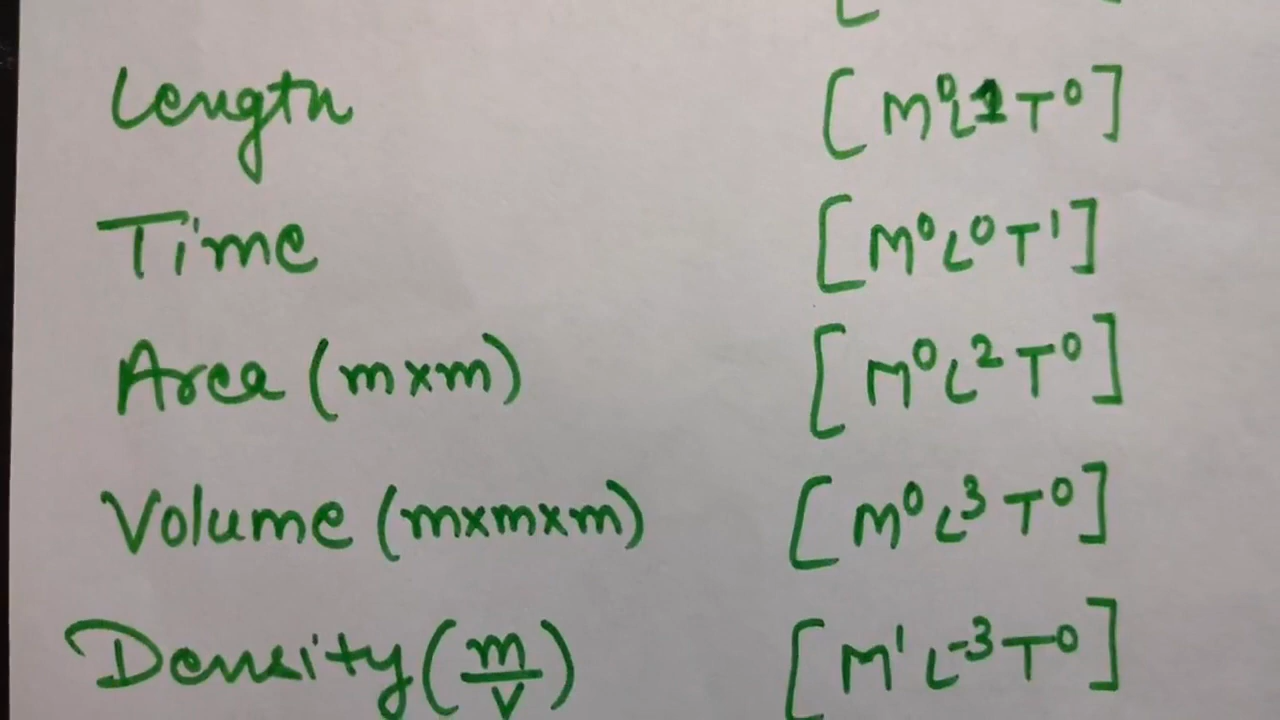 Length [M⁰L1T⁰]
Time [M⁰L⁰T¹]
Area (m×m) [M⁰L²T⁰]
Volume (m×m×m) [M⁰L³T⁰]
Density (m/V) [M¹L⁻³T⁰]